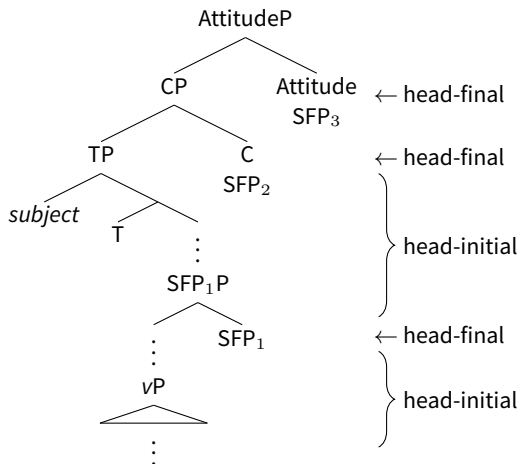 AttitudeP
CP Attitude ← head-final
SFP₃
TP C ← head-final
SFP₂
subject T
head-initial
⋮
SFP₁P
SFP₁ ← head-final
⋮
vP head-initial
⋮